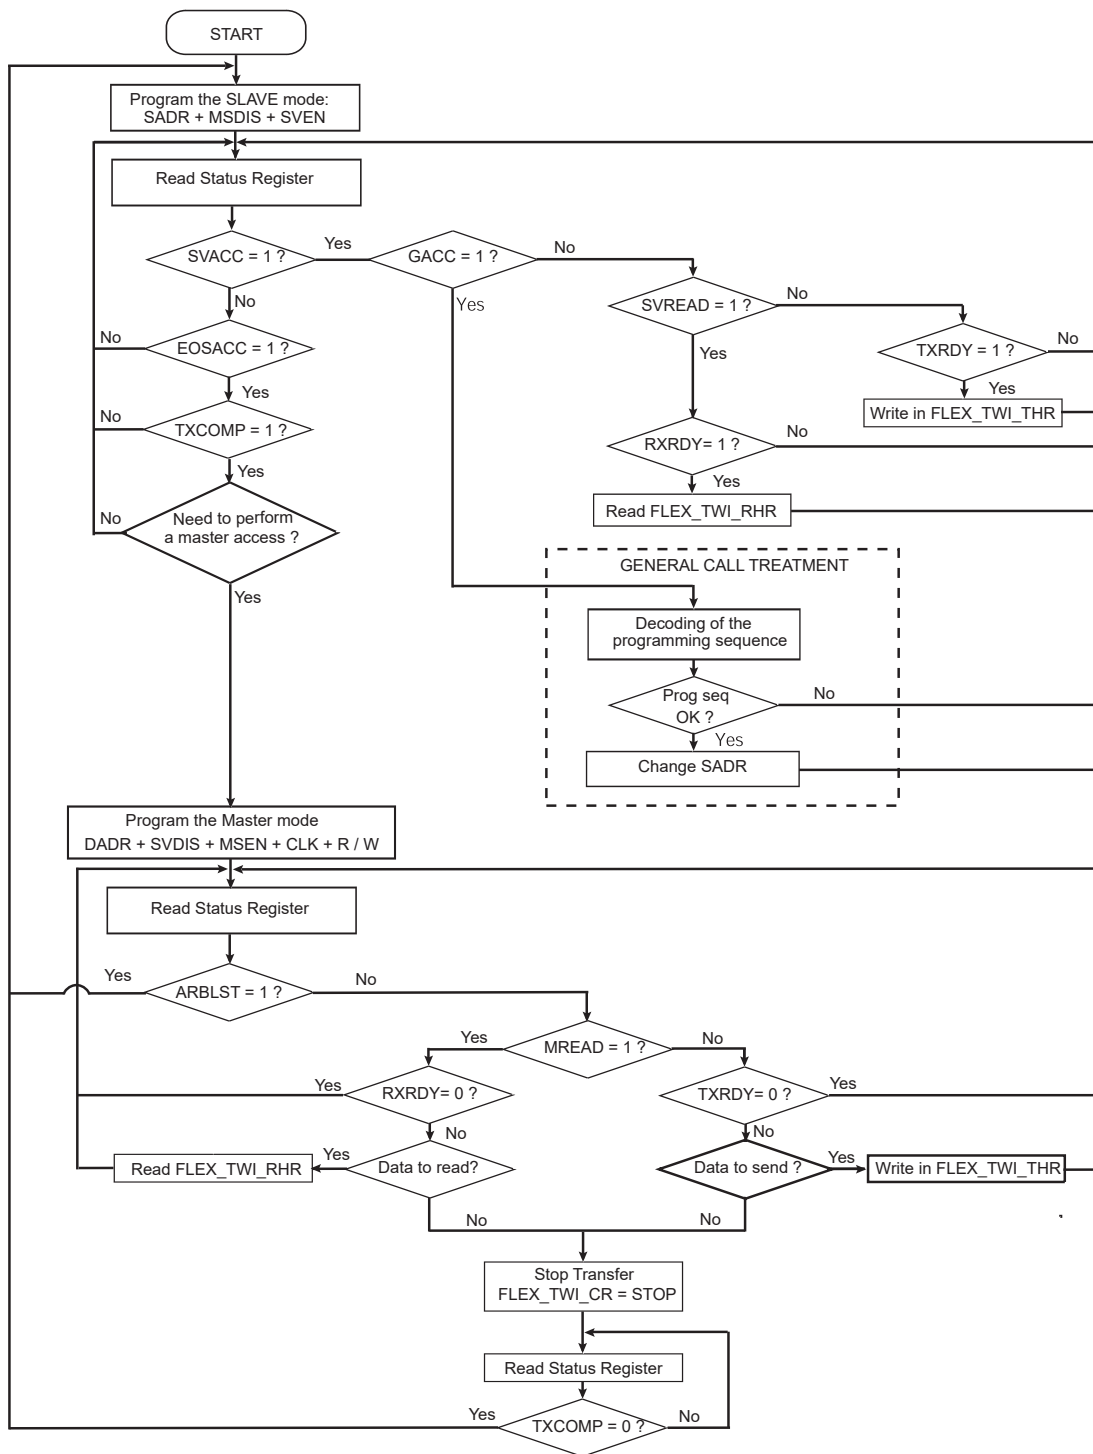 START
Program the SLAVE mode:
SADR + MSDIS + SVEN
Read Status Register
SVACC = 1 ?
Yes
GACC = 1 ?
No
No
Yes
SVREAD = 1 ?
No
No
EOSACC = 1 ?
Yes
TXRDY = 1 ?
No
Yes
Yes
Write in FLEX_TWI_THR
No
TXCOMP = 1 ?
RXRDY= 1 ?
No
Yes
Yes
Read FLEX_TWI_RHR
No
Need to perform
a master access ?
Yes
GENERAL CALL TREATMENT
Decoding of the
programming sequence
Prog seq
OK ?
No
Yes
Change SADR
Program the Master mode
DADR + SVDIS + MSEN + CLK + R / W
Read Status Register
Yes
ARBLST = 1 ?
No
Yes
MREAD = 1 ?
No
Yes
RXRDY= 0 ?
TXRDY= 0 ?
Yes
No
No
Read FLEX_TWI_RHR
Yes
Data to read?
Data to send ?
Yes
Write in FLEX_TWI_THR
No
No
Stop Transfer
FLEX_TWI_CR = STOP
Read Status Register
Yes
TXCOMP = 0 ?
No